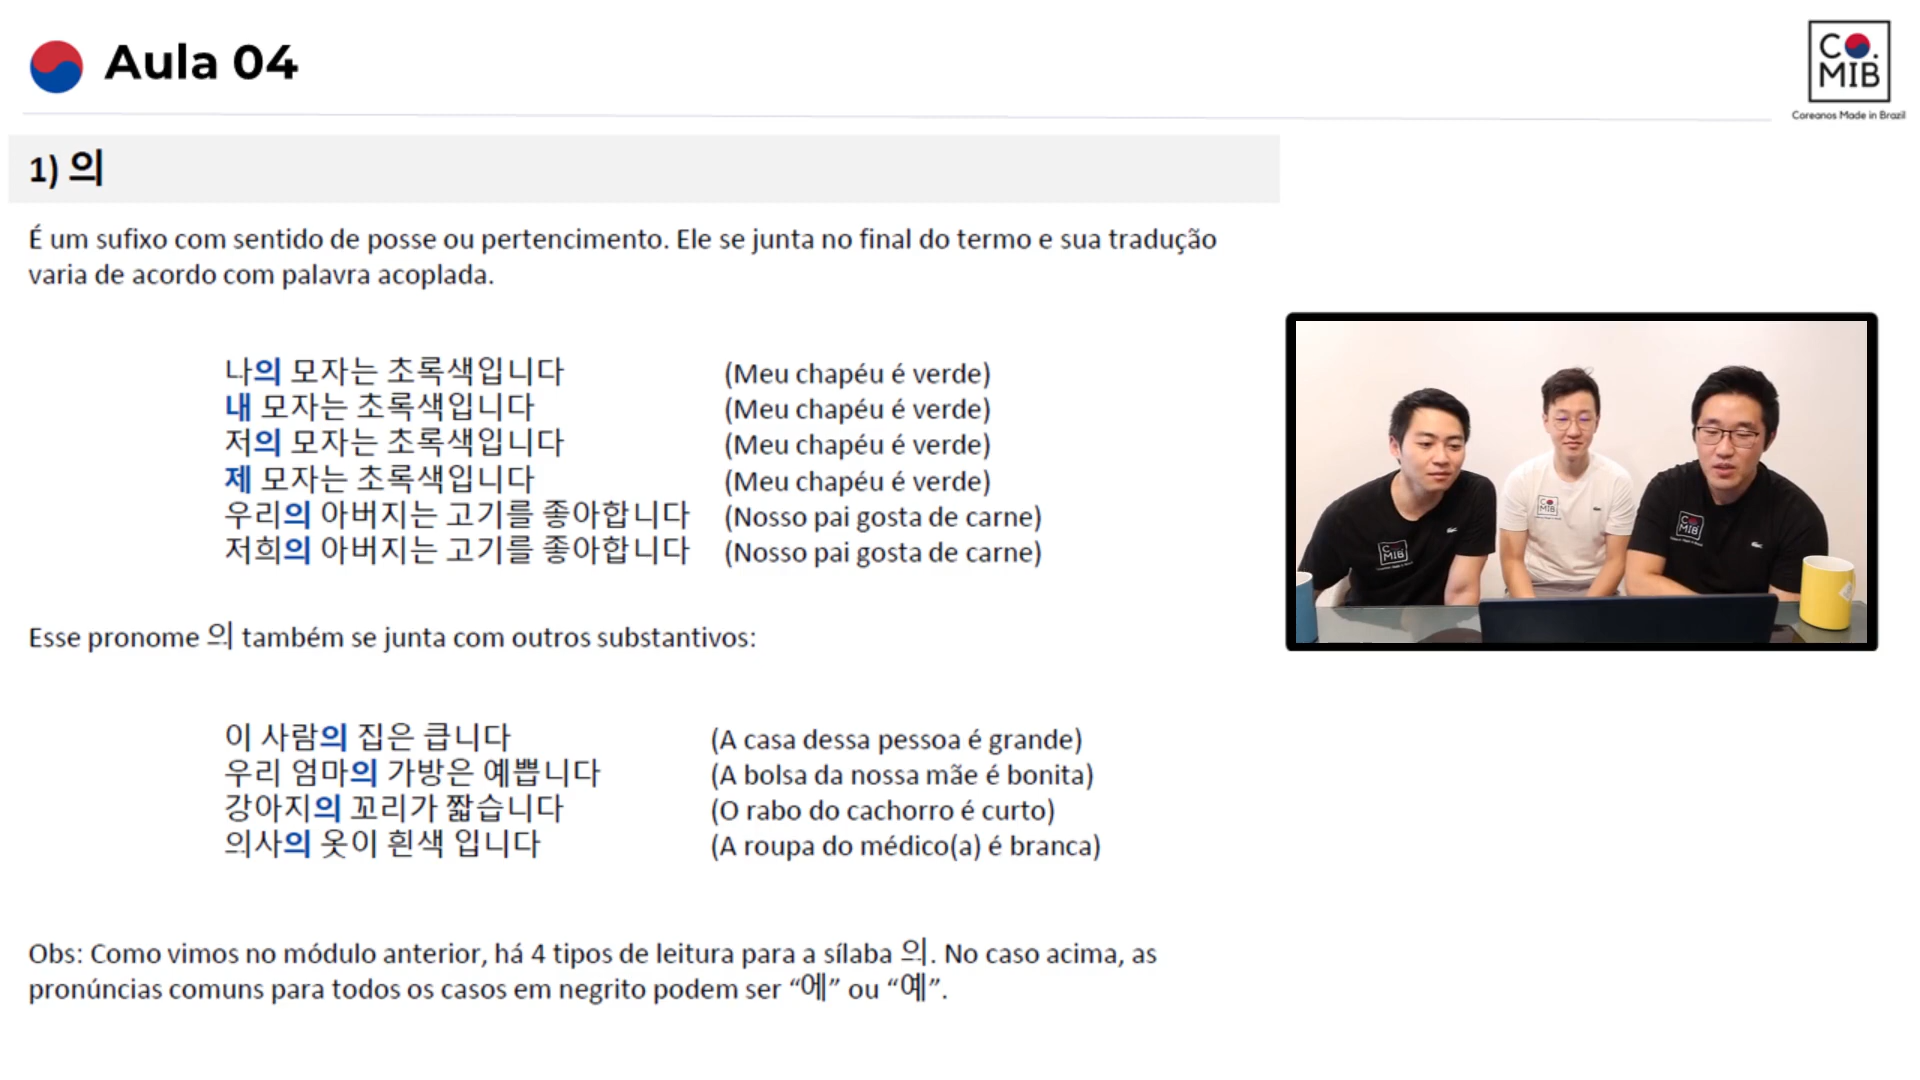 Aula 04
CO.
MIB
Coreanos Made in Brazil
1) 의
É um sufixo com sentido de posse ou pertencimento. Ele se junta no final do termo e sua tradução
varia de acordo com palavra acoplada.
나의 모자는 초록색입니다 (Meu chapéu é verde)
내 모자는 초록색입니다 (Meu chapéu é verde)
저의 모자는 초록색입니다 (Meu chapéu é verde)
제 모자는 초록색입니다 (Meu chapéu é verde)
우리의 아버지는 고기를 좋아합니다 (Nosso pai gosta de carne)
저희의 아버지는 고기를 좋아합니다 (Nosso pai gosta de carne)
Esse pronome 의 também se junta com outros substantivos:
이 사람의 집은 큽니다 (A casa dessa pessoa é grande)
우리 엄마의 가방은 예쁩니다 (A bolsa da nossa mãe é bonita)
강아지의 꼬리가 짧습니다 (O rabo do cachorro é curto)
의사의 옷이 흰색 입니다 (A roupa do médico(a) é branca)
Obs: Como vimos no módulo anterior, há 4 tipos de leitura para a sílaba 의. No caso acima, as
pronúncias comuns para todos os casos em negrito podem ser “에” ou “예”.